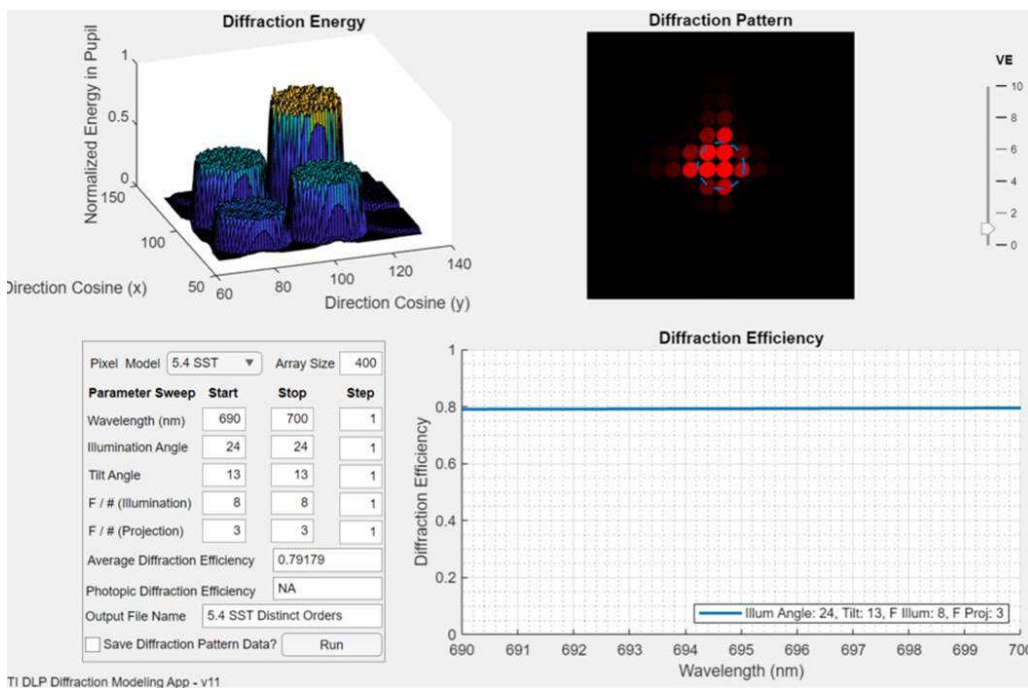 Diffraction Energy
Normalized Energy in Pupil
1
0.5
0
150
100
50
60
80
100
120
140
Direction Cosine (x)
Direction Cosine (y)
Diffraction Pattern
VE
10
8
6
4
2
0
Pixel Model 5.4 SST Array Size 400
Parameter Sweep Start Stop Step
Wavelength (nm) 690 700 1
Illumination Angle 24 24 1
Tilt Angle 13 13 1
F / # (Illumination) 8 8 1
F / # (Projection) 3 3 1
Average Diffraction Efficiency 0.79179
Photopic Diffraction Efficiency NA
Output File Name 5.4 SST Distinct Orders
Save Diffraction Pattern Data? Run
TI DLP Diffraction Modeling App - v11
Diffraction Efficiency
Diffraction Efficiency
1
0.8
0.6
0.4
0.2
0
Illum Angle: 24, Tilt: 13, F Illum: 8, F Proj: 3
690 691 692 693 694 695 696 697 698 699 700
Wavelength (nm)